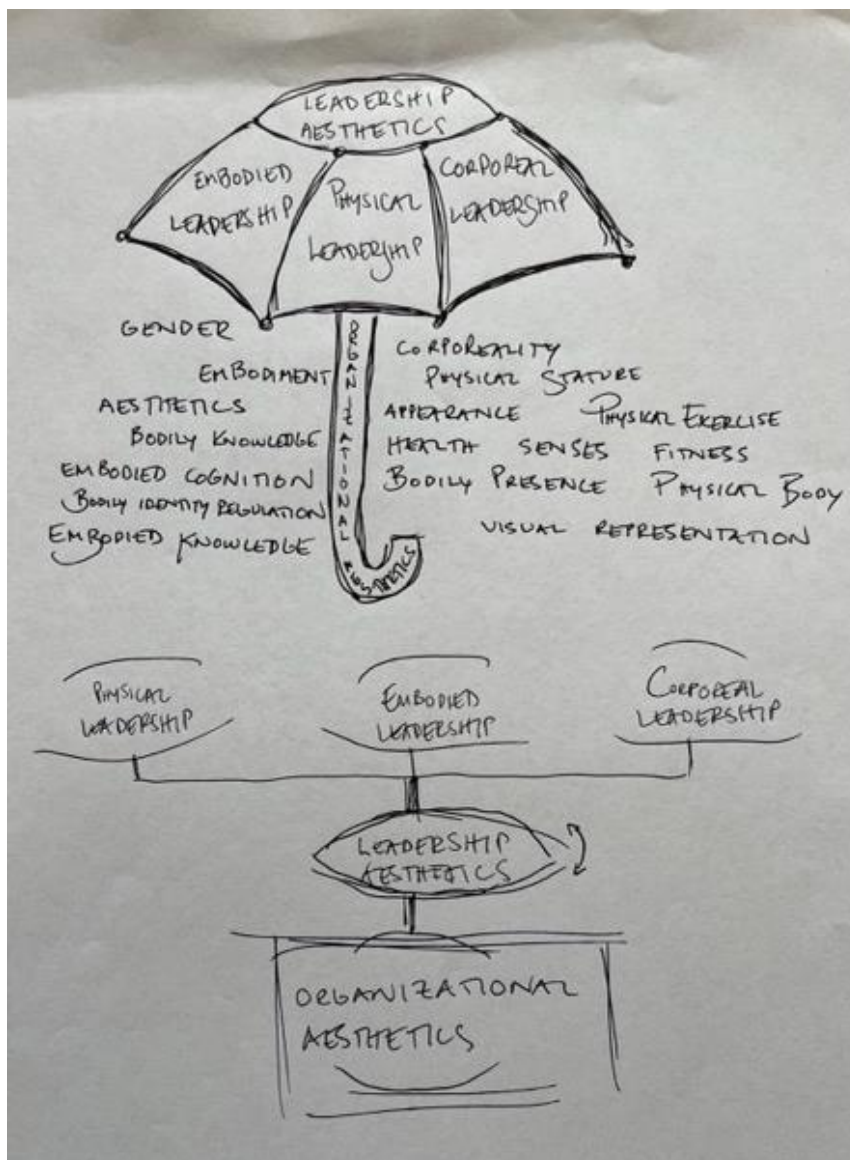 LEADERSHIP
AESTHETICS
EMBODIED
LEADERSHIP
PHYSICAL
LEADERSHIP
CORPOREAL
LEADERSHIP
ORGANIZATIONAL
AESTHETICS
GENDER
EMBODIMENT
AESTHETICS
BODILY KNOWLEDGE
EMBODIED COGNITION
BODILY IDENTITY REGULATION
EMBODIED KNOWLEDGE
CORPOREALITY
PHYSICAL STATURE
APPEARANCE PHYSICAL EXERCISE
HEALTH SENSES FITNESS
BODILY PRESENCE PHYSICAL BODY
VISUAL REPRESENTATION
PHYSICAL
LEADERSHIP
EMBODIED
LEADERSHIP
CORPOREAL
LEADERSHIP
LEADERSHIP
AESTHETICS
ORGANIZATIONAL
AESTHETICS